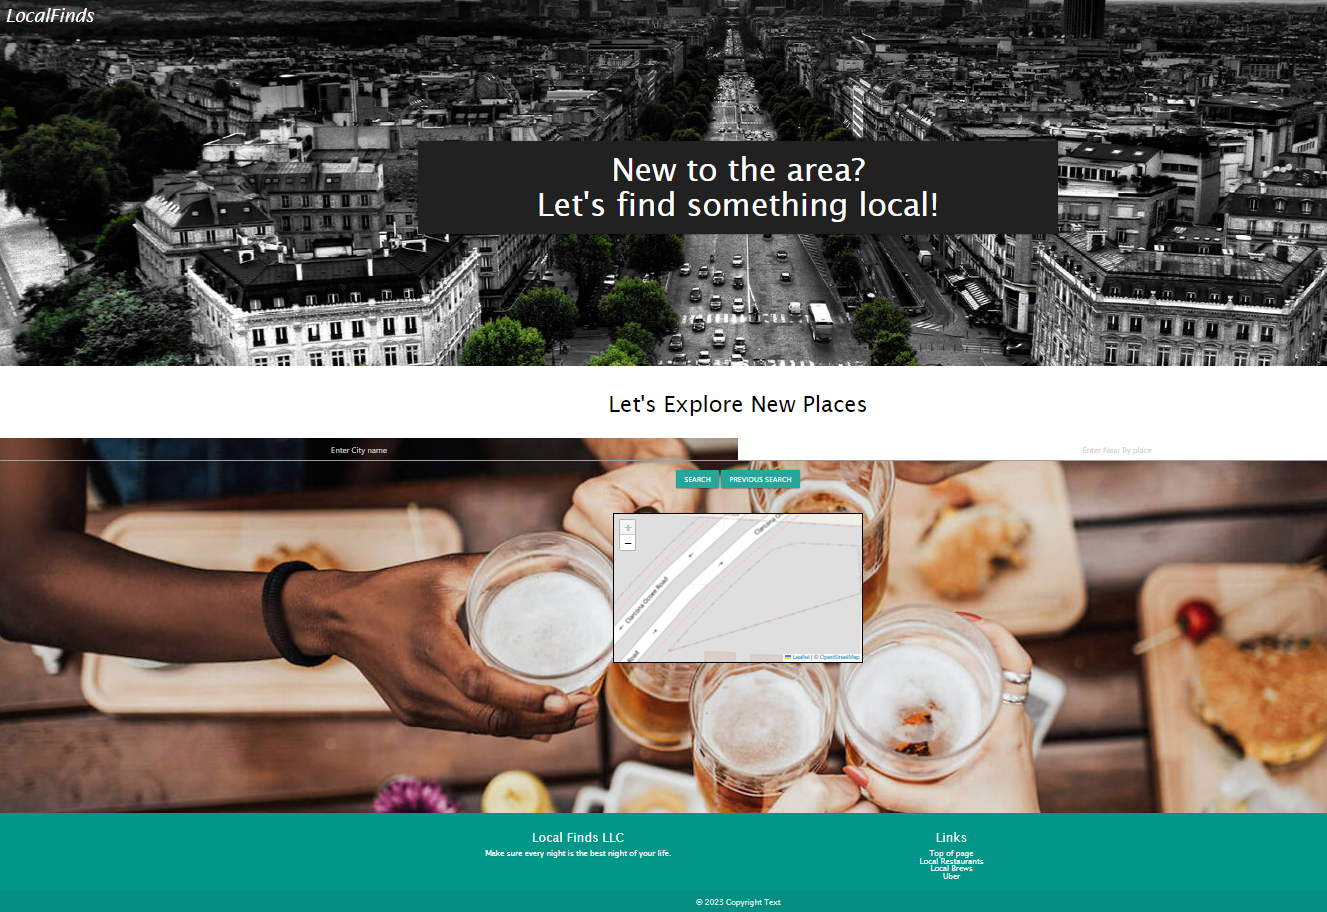 LocalFinds
New to the area?
Let's find something local!
Let's Explore New Places
Enter City name
Enter Near By place
SEARCH
PREVIOUS SEARCH
+
Clarcona Ocoee Road
Clarcona Oc
−
Road
Leaflet | © OpenStreetMap
Local Finds LLC
Make sure every night is the best night of your life.
Links
Top of page
Local Restaurants
Local Brews
Uber
© 2023 Copyright Text